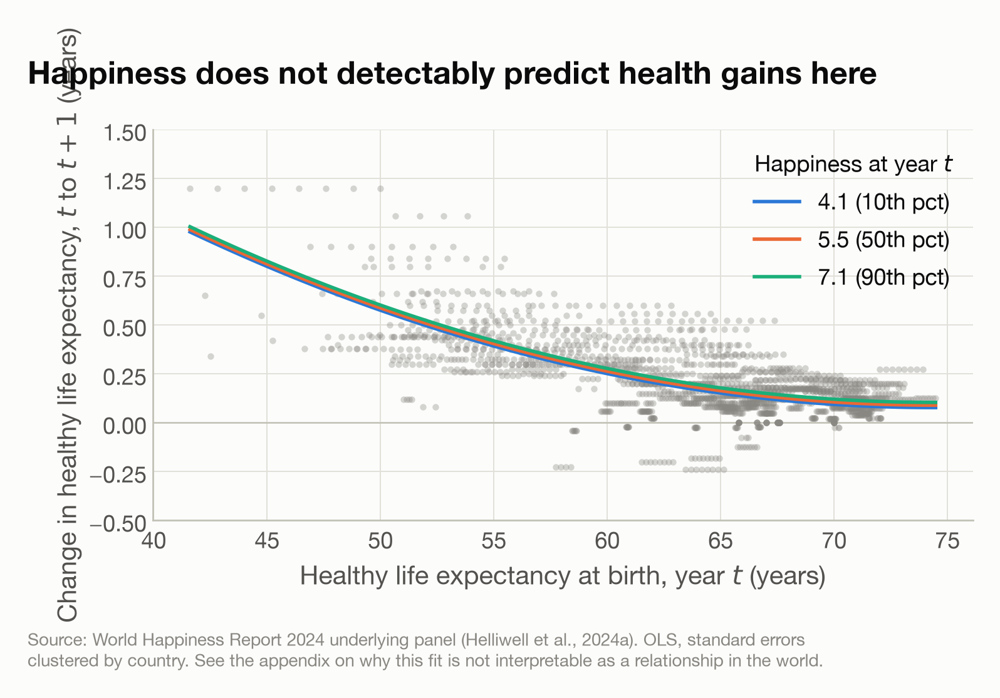 Happiness does not detectably predict health gains here
Change in healthy life expectancy, t to t + 1 (years)
1.50
1.25
1.00
0.75
0.50
0.25
0.00
−0.25
−0.50
Happiness at year t
4.1 (10th pct)
5.5 (50th pct)
7.1 (90th pct)
40 45 50 55 60 65 70 75
Healthy life expectancy at birth, year t (years)
Source: World Happiness Report 2024 underlying panel (Helliwell et al., 2024a). OLS, standard errors
clustered by country. See the appendix on why this fit is not interpretable as a relationship in the world.